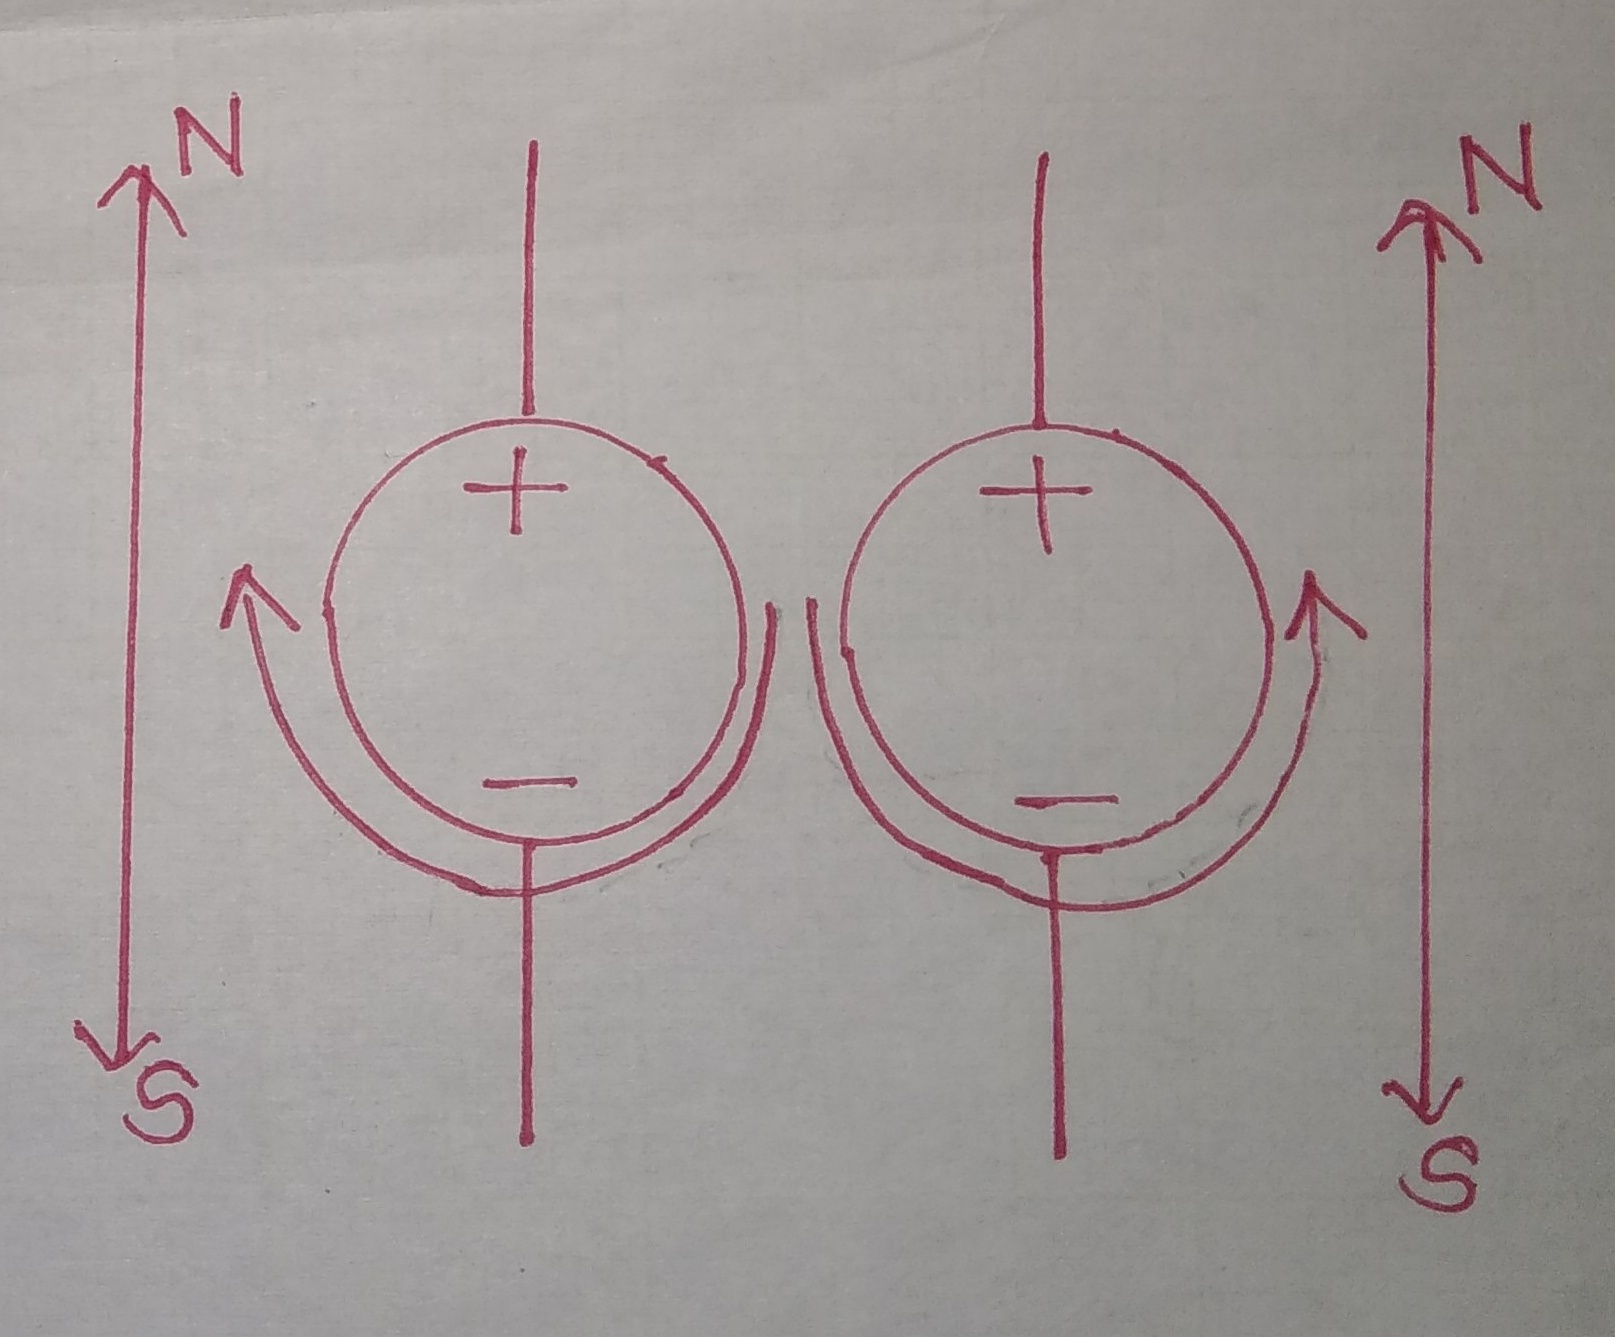 N N
+ +
− −
S S